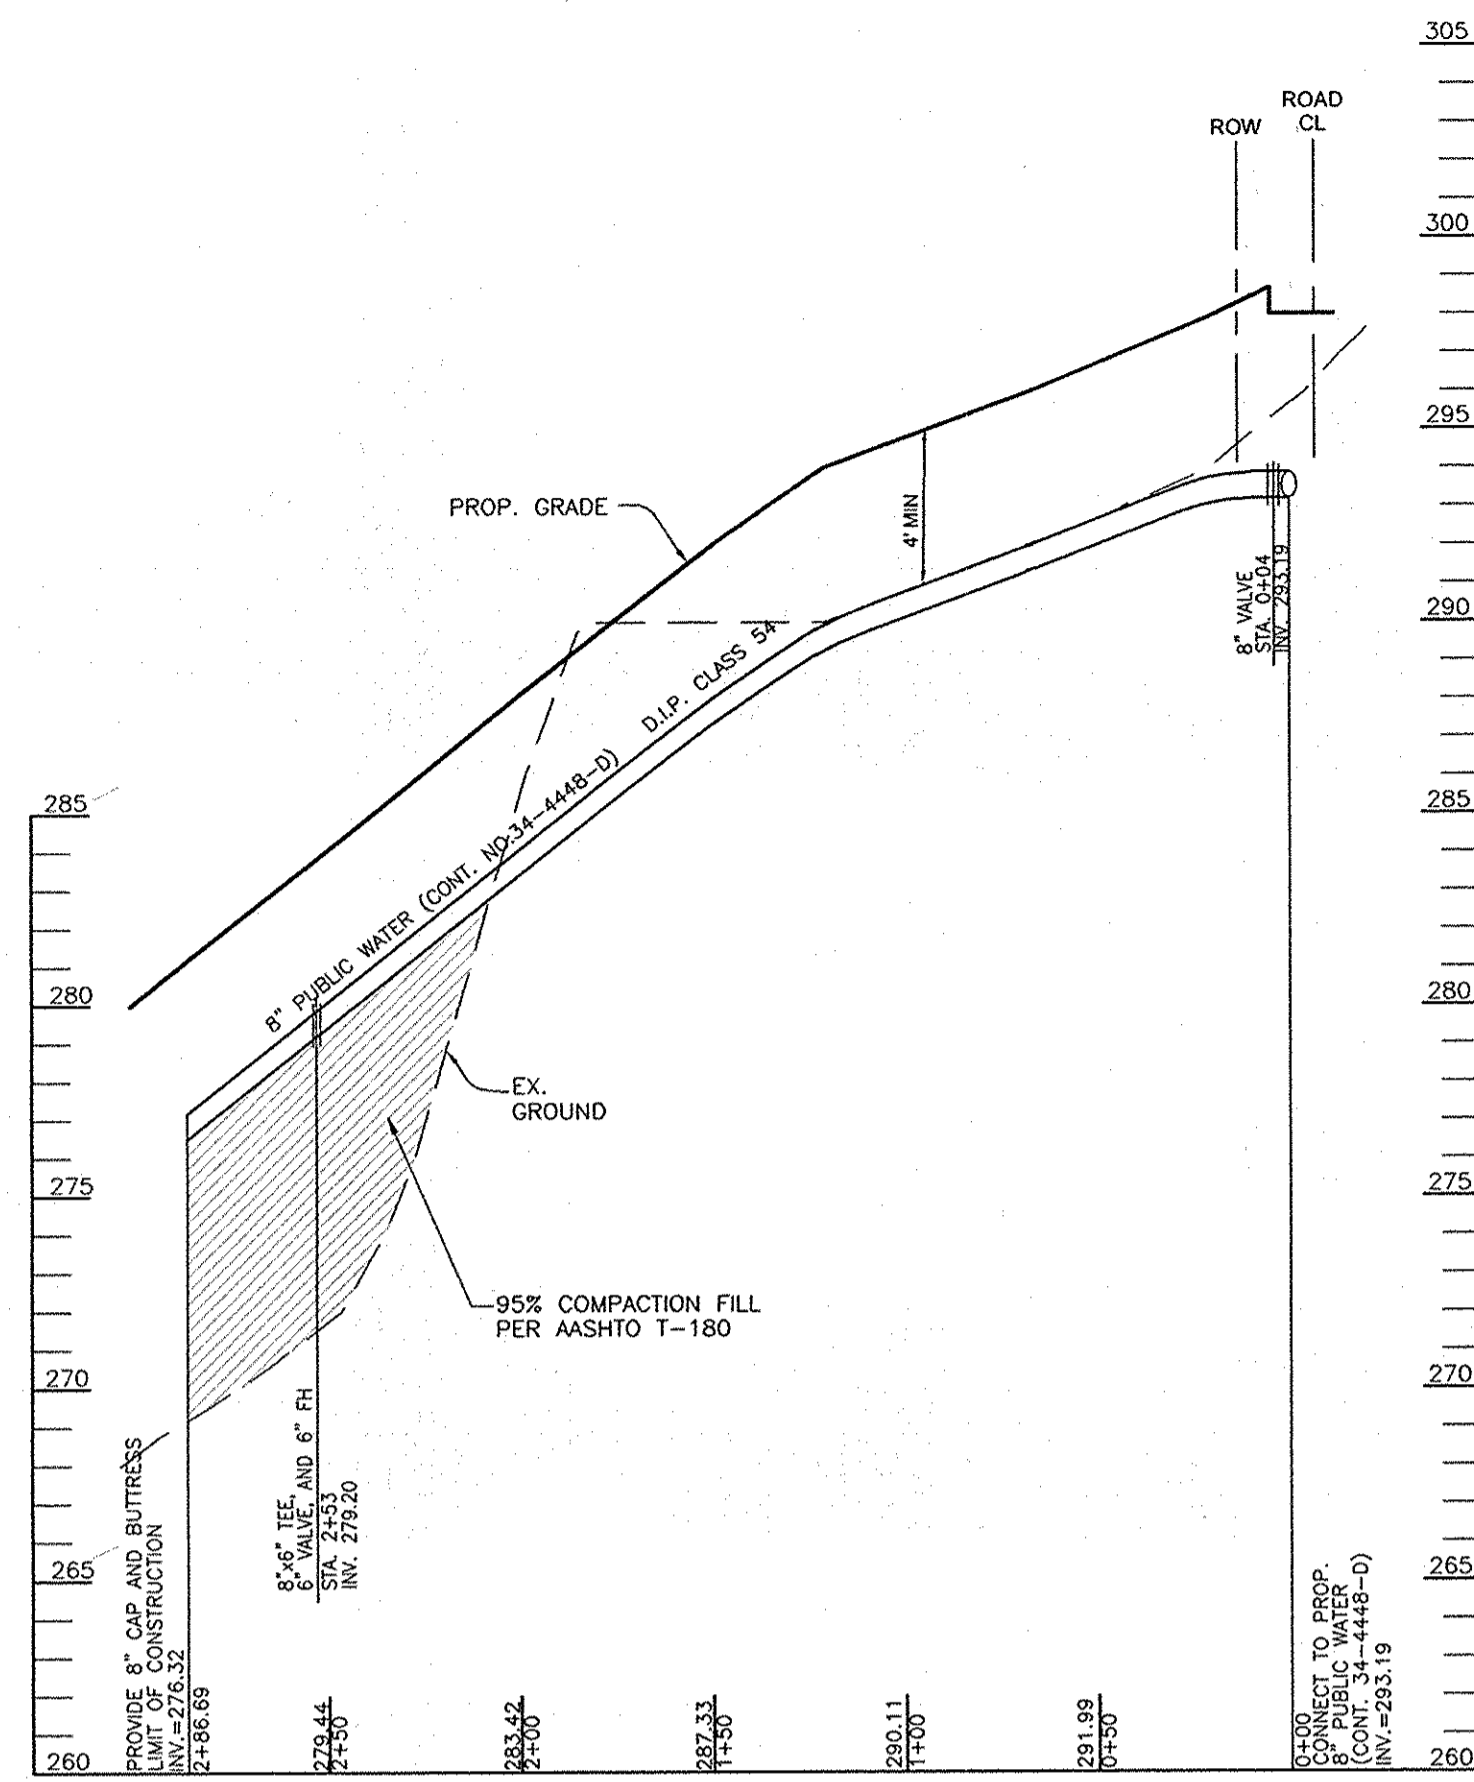 305
ROAD
CL
ROW
300
295
PROP. GRADE
4' MIN
8" VALVE
STA. 0+04
INV. 293.19
290
D.I.P. CLASS 54
8" PUBLIC WATER (CONT. NO.34-4448-D)
285
285
280
280
EX.
GROUND
275
275
95% COMPACTION FILL
PER AASHTO T-180
270
270
8"x6" TEE,
6" VALVE, AND 6" FH
STA. 2+53
INV. 279.20
265
265
PROVIDE 8" CAP AND BUTTRESS
LIMIT OF CONSTRUCTION
INV.=276.32
2+86.69
279.44
2+50
283.42
2+00
287.33
1+50
290.11
1+00
291.99
0+50
0+00
CONNECT TO PROP.
8" PUBLIC WATER
(CONT. 34-4448-D)
INV.=293.19
260
260